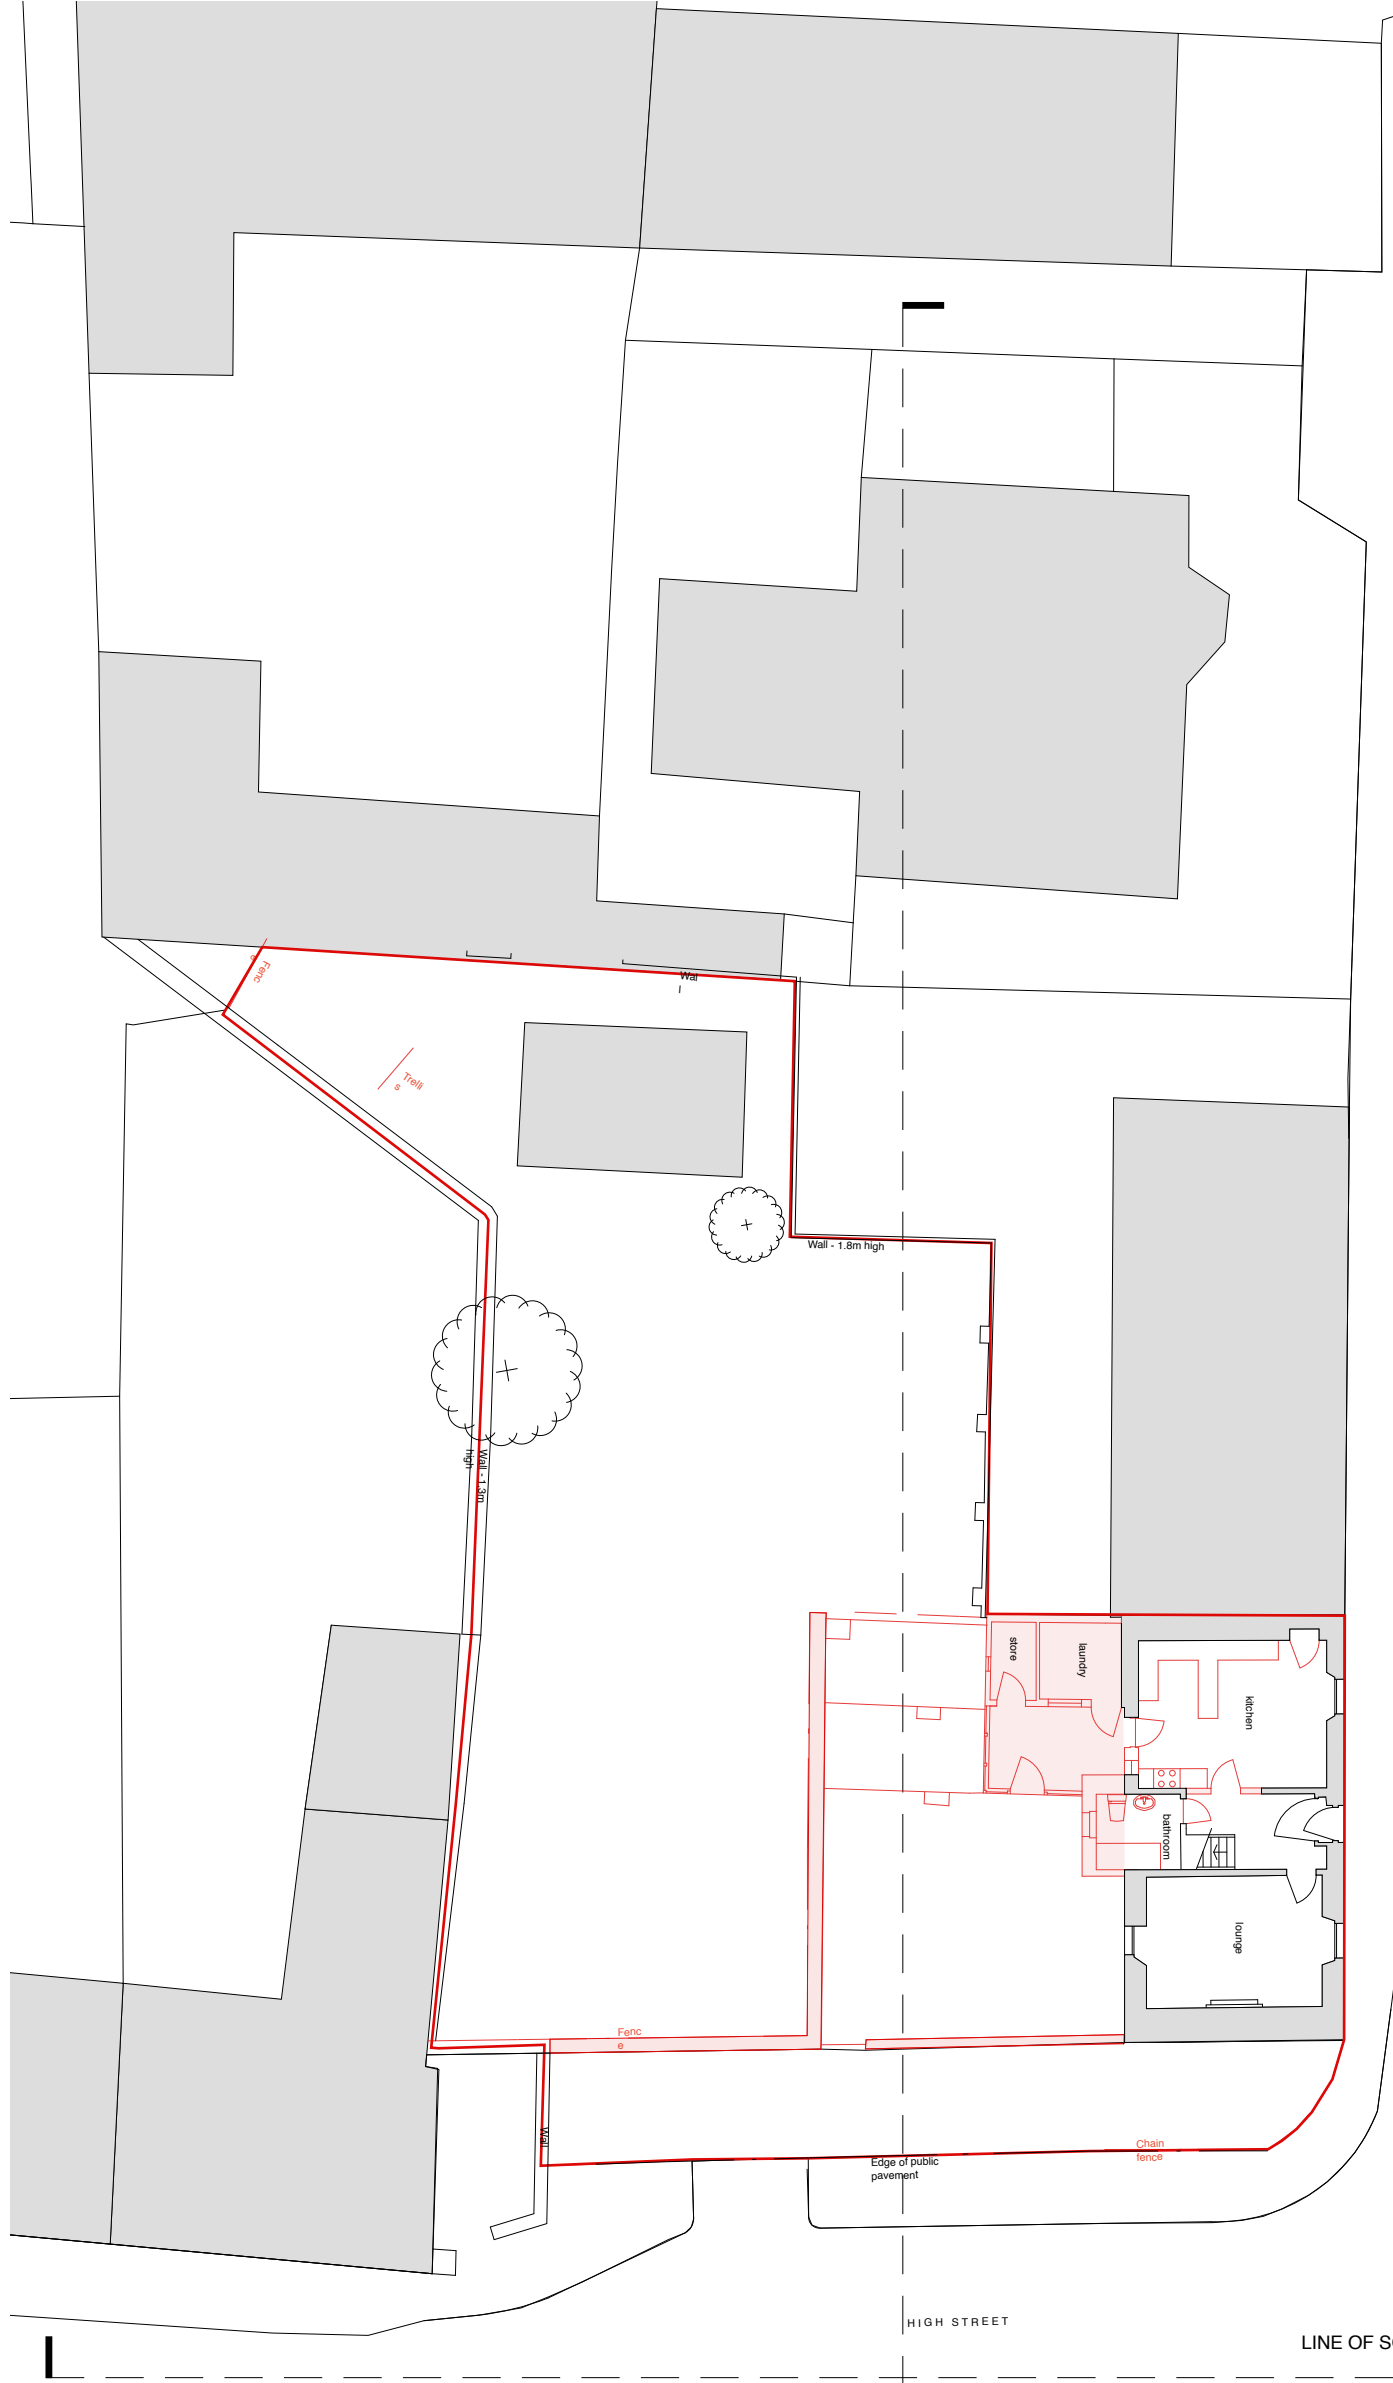 Fenc
e
Wal
l
Trelli
s
Wall - 1.8m high
Wall - 1.3m
high
store
laundry
kitchen
bathroom
lounge
Fenc
e
Wall
Chain
fence
Edge of public
pavement
HIGH STREET
LINE OF S